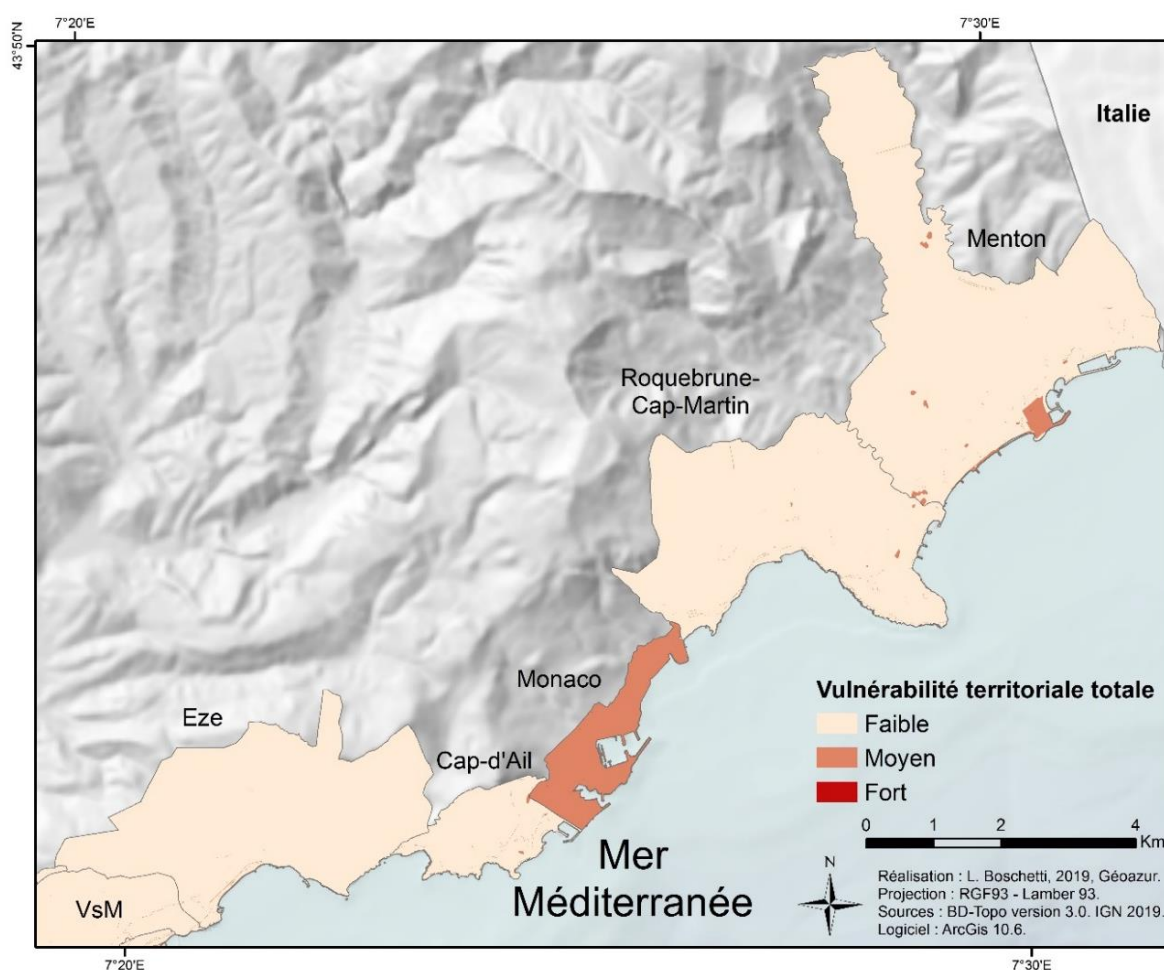 7°20'E
7°30'E
43°50'N
Italie
Menton
Roquebrune-
Cap-Martin
Monaco
Eze
Cap-d'Ail
VsM
Mer
Méditerranée
Vulnérabilité territoriale totale
Faible
Moyen
Fort
0 1 2 4
Km
N
Réalisation : L. Boschetti, 2019, Géoazur.
Projection : RGF93 - Lamber 93.
Sources : BD-Topo version 3.0. IGN 2019.
Logiciel : ArcGis 10.6.
7°20'E
7°30'E